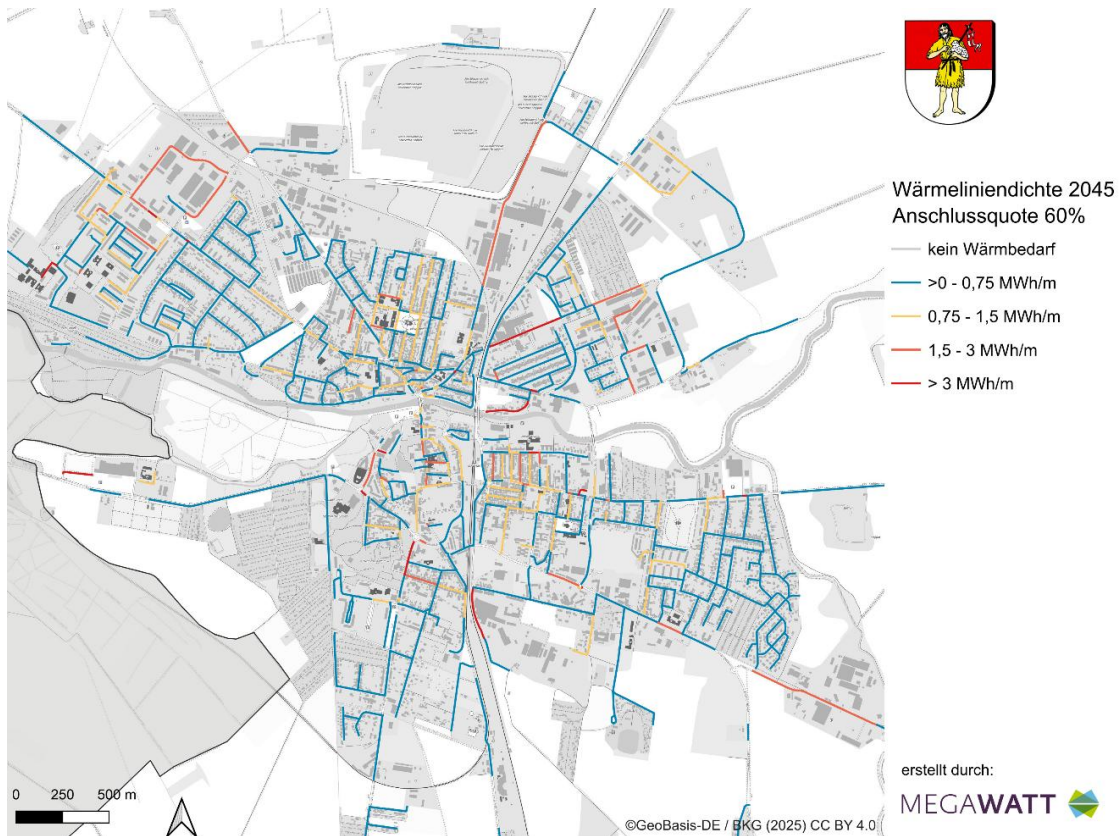 Wärmeliniendichte 2045
Anschlussquote 60%
kein Wärmbedarf
>0 - 0,75 MWh/m
0,75 - 1,5 MWh/m
1,5 - 3 MWh/m
> 3 MWh/m
0 250 500 m
©GeoBasis-DE / BKG (2025) CC BY 4.0
erstellt durch:
MEGAWATT